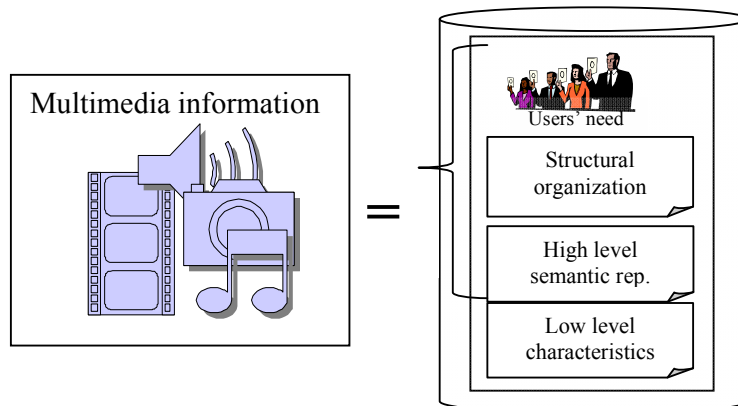 Multimedia information
=
Users' need
Structural
organization
High level
semantic rep.
Low level
characteristics